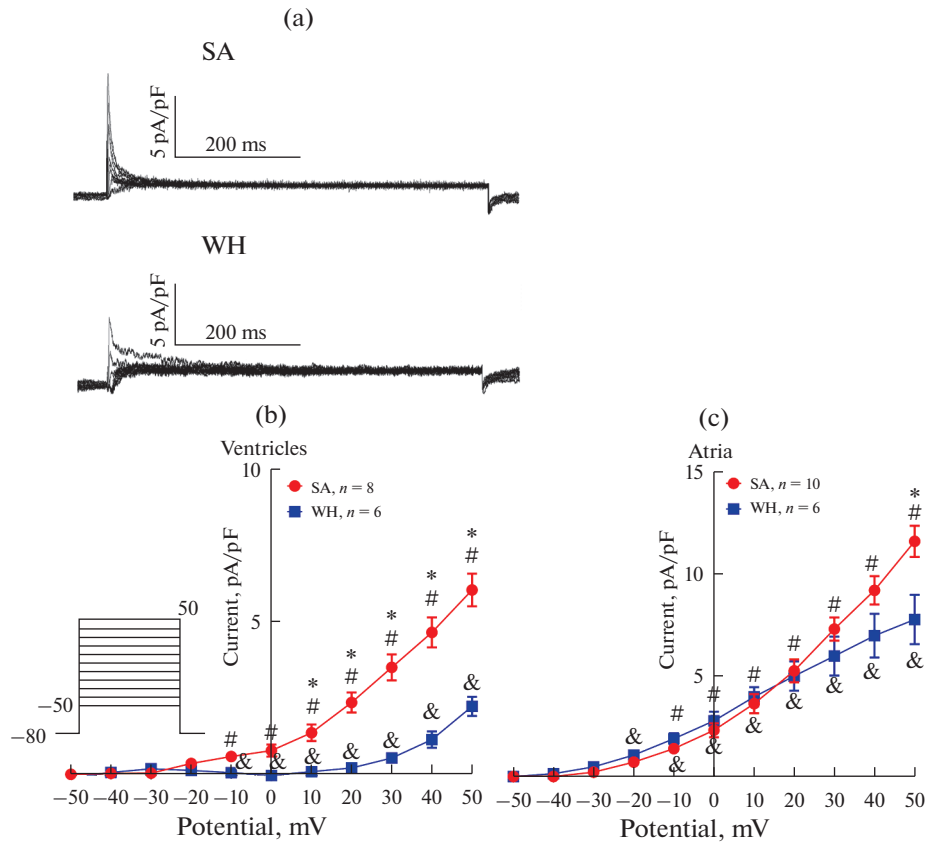 (a)
SA
5 pA/pF
200 ms
WH
5 pA/pF
200 ms
(b)
Ventricles
10
SA, n = 8
WH, n = 6
5
Current, pA/pF
50
−50
−80
* * * * *
# # # # # # #
& & & & & & &
−50 −40 −30 −20 −10 0 10 20 30 40 50
Potential, mV
(c)
Atria
15
SA, n = 10
WH, n = 6
10
5
Current, pA/pF
*
# # # # # # #
& & & & & & & &
−50 −40 −30 −20 −10 0 10 20 30 40 50
Potential, mV